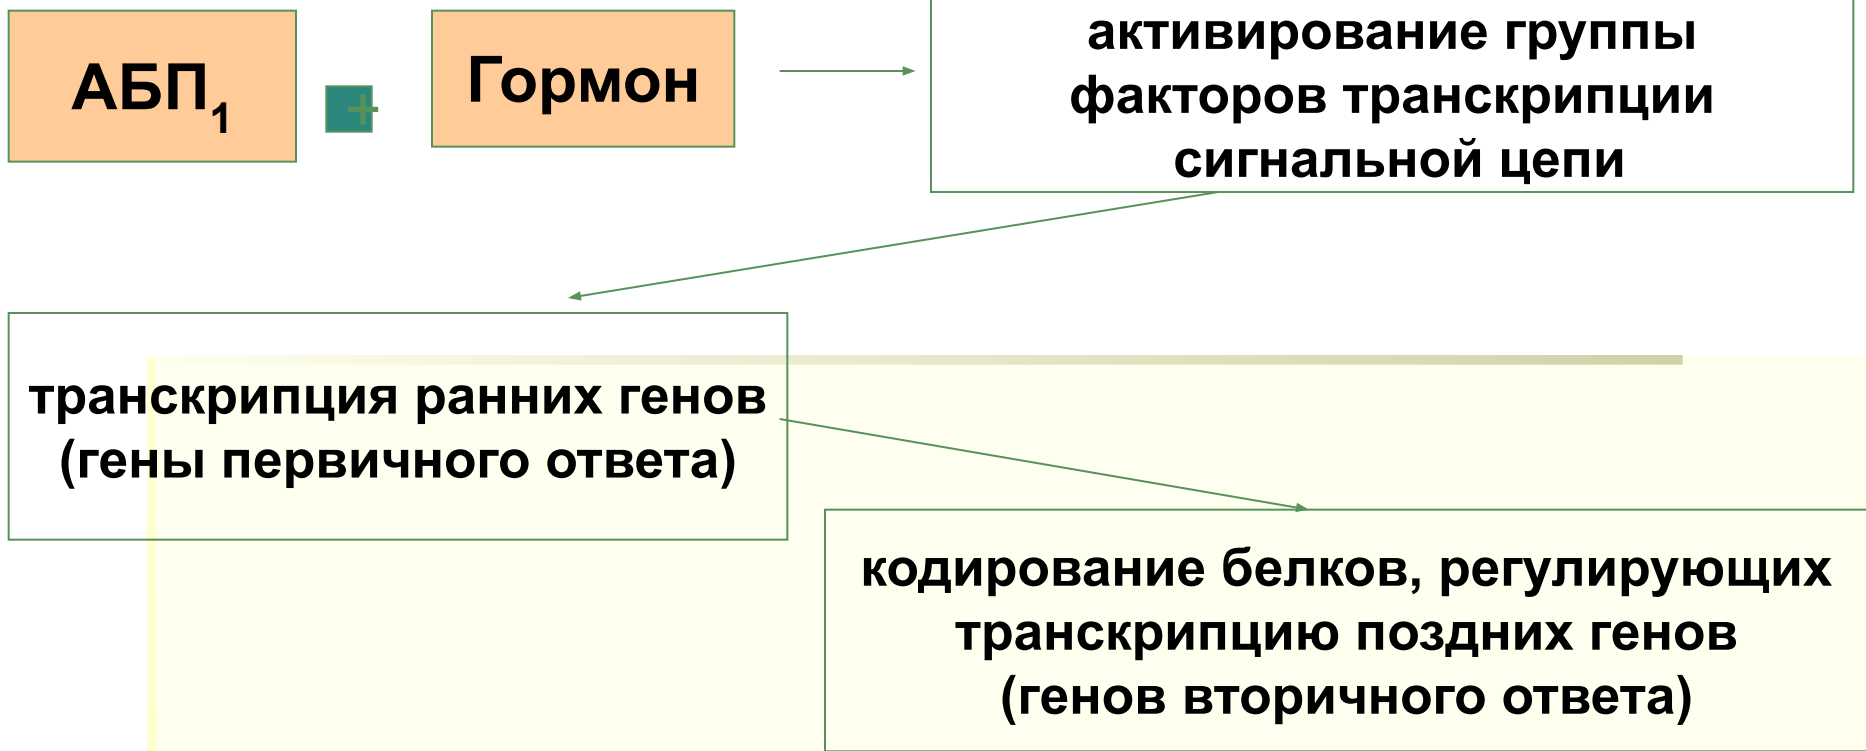 АБП₁
+
Гормон
активирование группы
факторов транскрипции
сигнальной цепи
транскрипция ранних генов
(гены первичного ответа)
кодирование белков, регулирующих
транскрипцию поздних генов
(генов вторичного ответа)